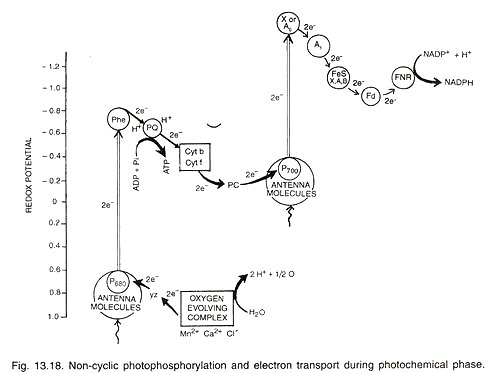 X or
A₀
2e⁻
A₁
2e⁻
FeS
X,A,B
2e⁻
Fd
2e⁻
FNR
NADP⁺ + H⁺
NADPH
REDOX POTENTIAL
- 1.2
- 1.0
- 0.8
- 0.6
- 0.4
- 0.2
0
0.2
0.4
0.6
0.8
1.0
2e⁻
Phe
2e⁻
H⁺
PQ
H⁺
2e⁻
ADP + Pi
ATP
Cyt b
Cyt f
2e⁻
PC
2e⁻
P₇₀₀
ANTENNA
MOLECULES
2e⁻
P₆₈₀
ANTENNA
MOLECULES
2e⁻
yz
2e⁻
OXYGEN
EVOLVING
COMPLEX
2 H⁺ + 1/2 O
H₂O
Mn²⁺ Ca²⁺ Cl⁻
Fig. 13.18. Non-cyclic photophosphorylation and electron transport during photochemical phase.